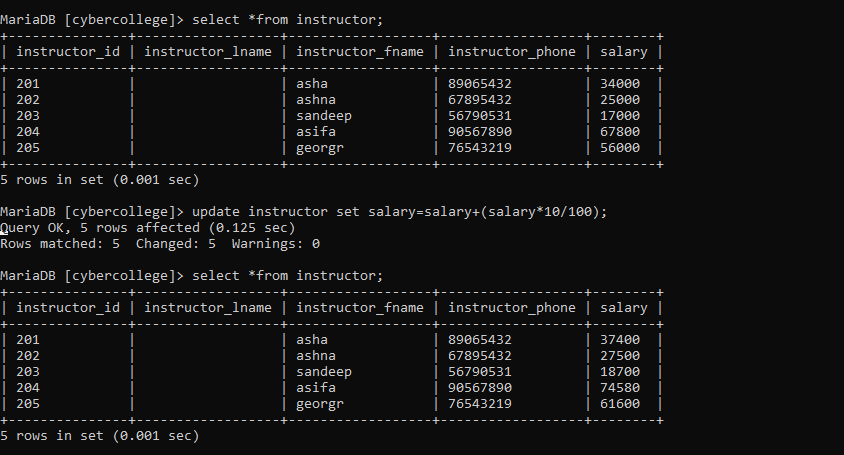 MariaDB [cybercollege]> select *from instructor;
+---------------+------------------+------------------+------------------+--------+
| instructor_id | instructor_lname | instructor_fname | instructor_phone | salary |
+---------------+------------------+------------------+------------------+--------+
| 201           |                  | asha             | 89065432         | 34000  |
| 202           |                  | ashna            | 67895432         | 25000  |
| 203           |                  | sandeep          | 56790531         | 17000  |
| 204           |                  | asifa            | 90567890         | 67800  |
| 205           |                  | georgr           | 76543219         | 56000  |
+---------------+------------------+------------------+------------------+--------+
5 rows in set (0.001 sec)
MariaDB [cybercollege]> update instructor set salary=salary+(salary*10/100);
Query OK, 5 rows affected (0.125 sec)
Rows matched: 5  Changed: 5  Warnings: 0
MariaDB [cybercollege]> select *from instructor;
+---------------+------------------+------------------+------------------+--------+
| instructor_id | instructor_lname | instructor_fname | instructor_phone | salary |
+---------------+------------------+------------------+------------------+--------+
| 201           |                  | asha             | 89065432         | 37400  |
| 202           |                  | ashna            | 67895432         | 27500  |
| 203           |                  | sandeep          | 56790531         | 18700  |
| 204           |                  | asifa            | 90567890         | 74580  |
| 205           |                  | georgr           | 76543219         | 61600  |
+---------------+------------------+------------------+------------------+--------+
5 rows in set (0.001 sec)